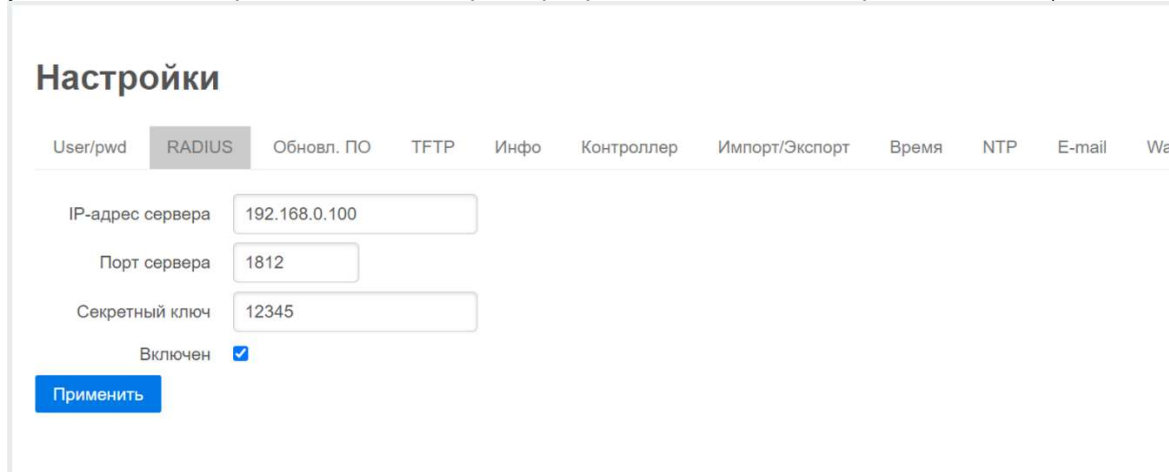 Настройки
User/pwd RADIUS Обновл. ПО TFTP Инфо Контроллер Импорт/Экспорт Время NTP E-mail
IP-адрес сервера 192.168.0.100
Порт сервера 1812
Секретный ключ 12345
Включен
Применить